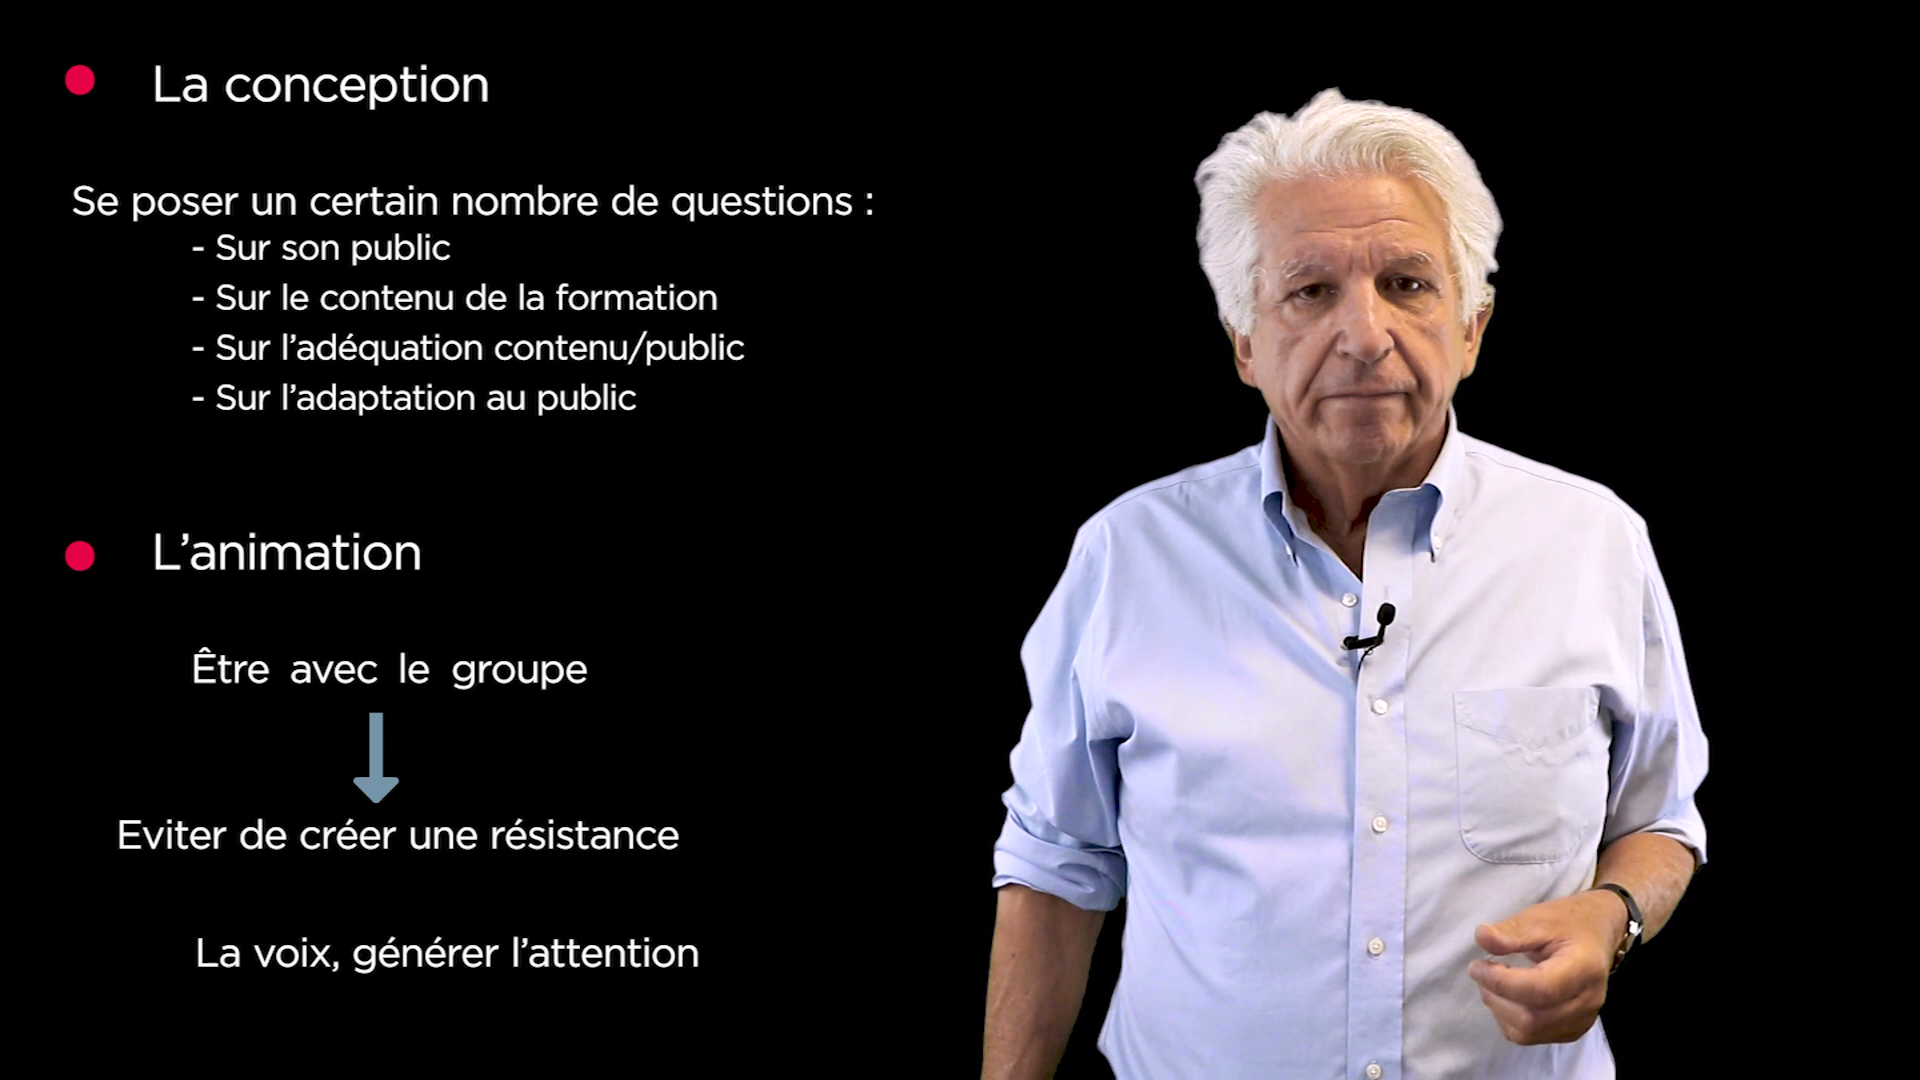 La conception
Se poser un certain nombre de questions :
- Sur son public
- Sur le contenu de la formation
- Sur l’adéquation contenu/public
- Sur l’adaptation au public
L’animation
Être avec le groupe
Eviter de créer une résistance
La voix, générer l’attention